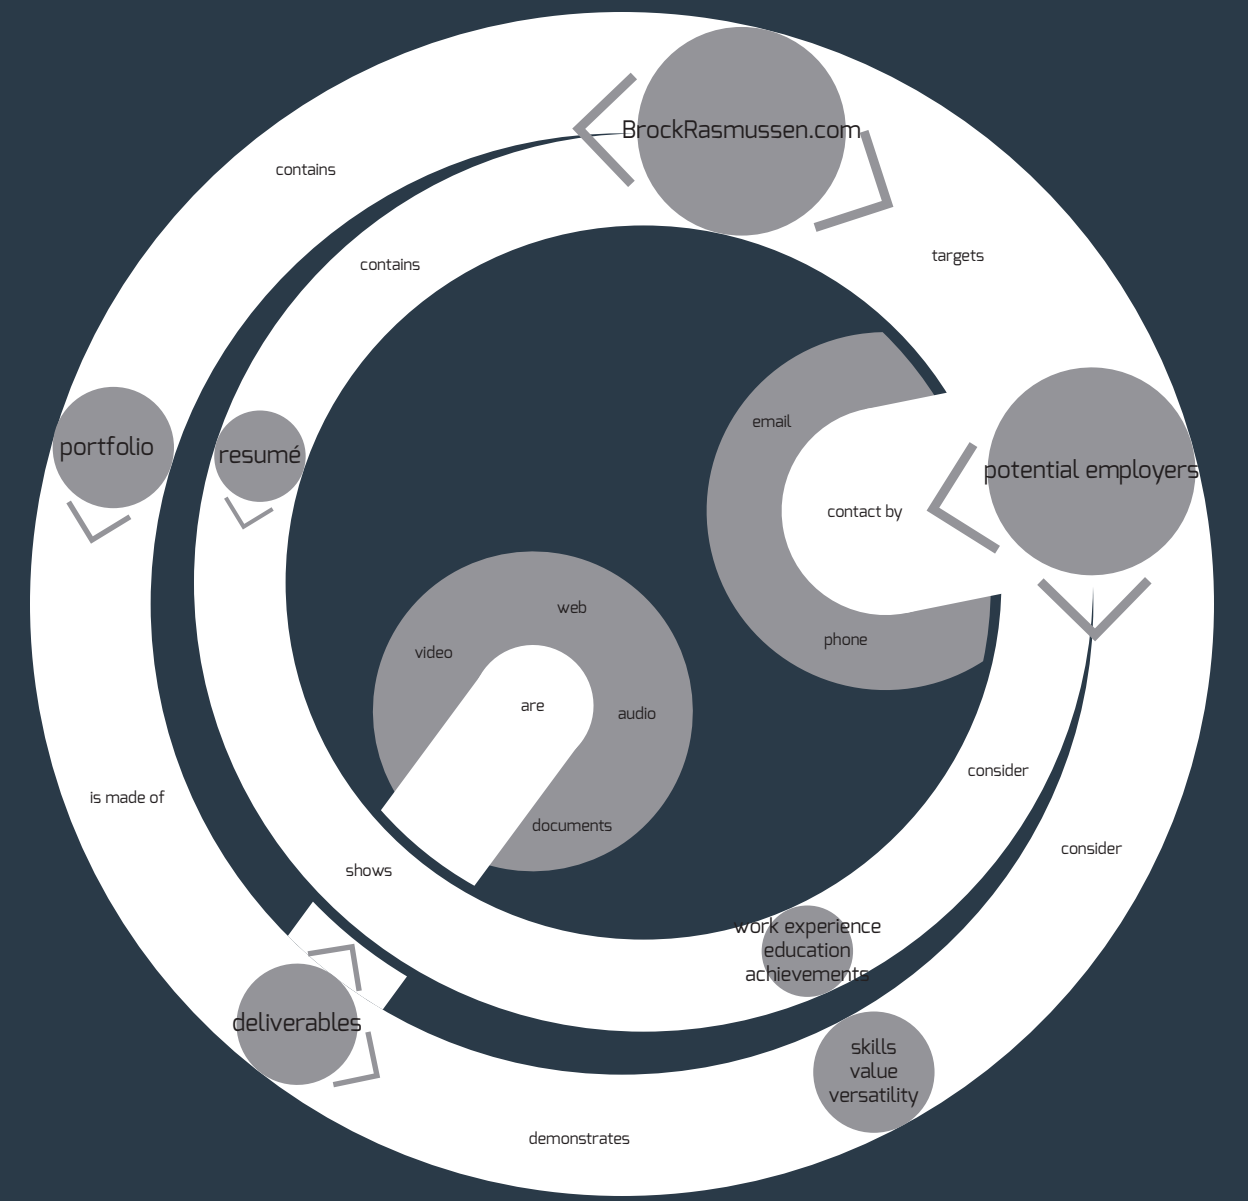 BrockRasmussen.com
contains
contains
targets
email
portfolio
resumé
potential employers
contact by
web
phone
video
are
audio
consider
is made of
documents
consider
shows
work experience
education
achievements
deliverables
skills
value
versatility
demonstrates